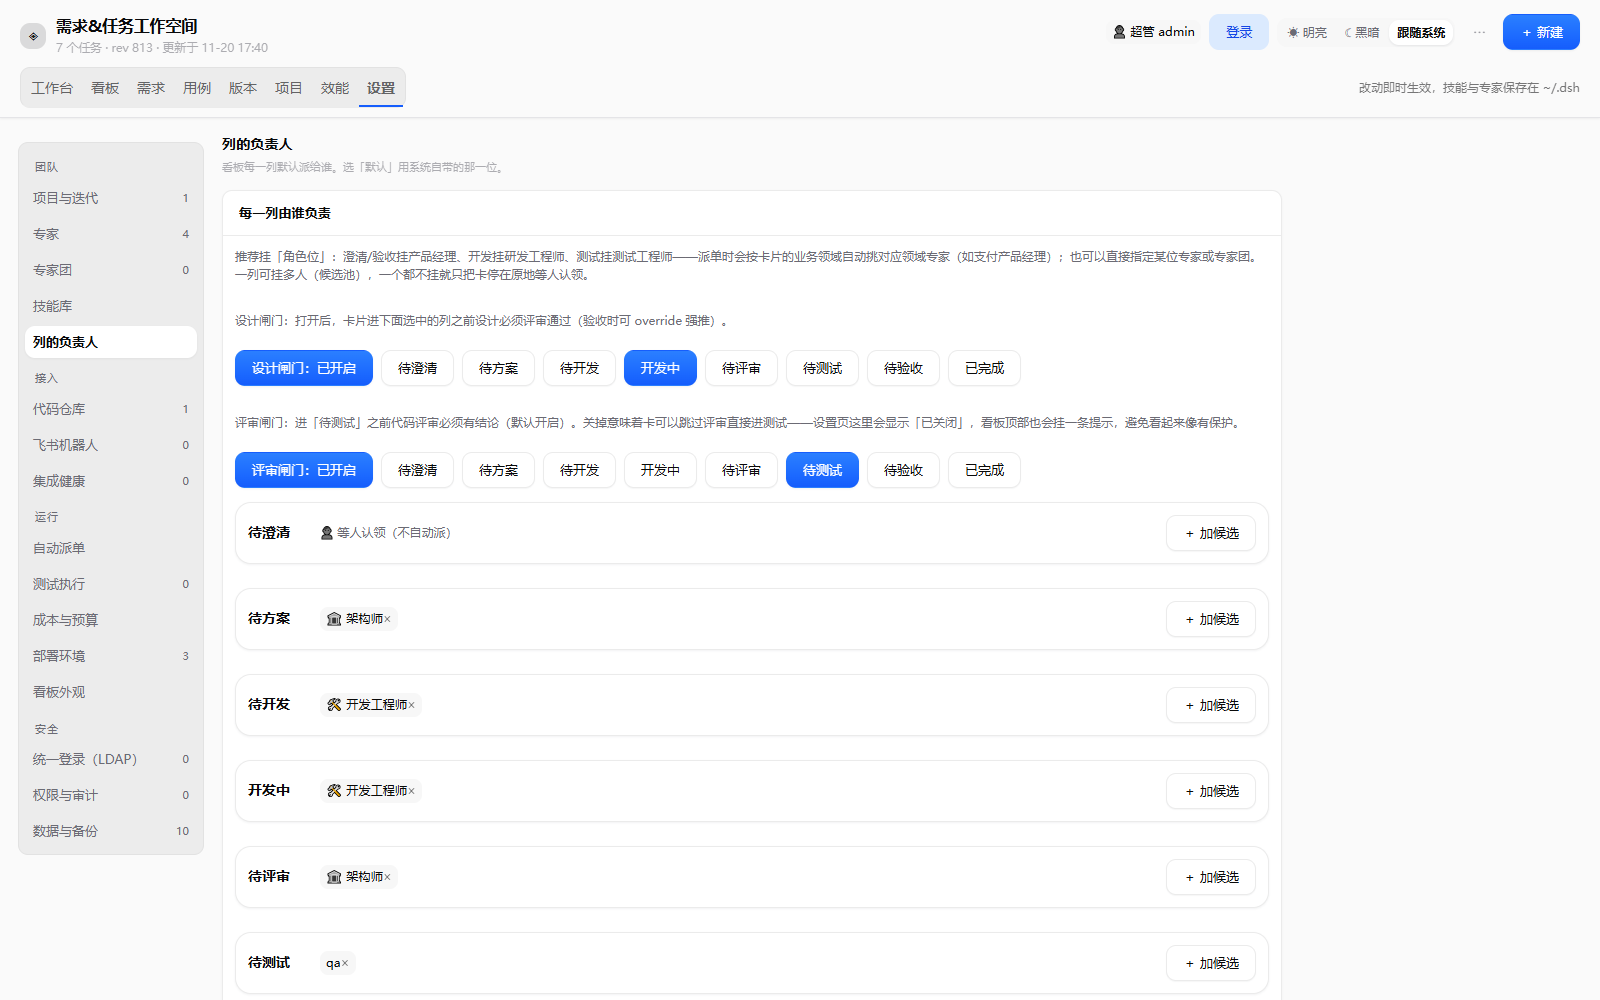 需求&任务工作空间
7 个任务 · rev 813 · 更新于 11-20 17:40
超管 admin
登录
明亮
黑暗
跟随系统
···
+ 新建
工作台
看板
需求
用例
版本
项目
效能
设置
改动即时生效，技能与专家保存在 ~/.dsh
团队
项目与迭代 1
专家 4
专家团 0
技能库
列的负责人
接入
代码仓库 1
飞书机器人 0
集成健康 0
运行
自动派单
测试执行 0
成本与预算
部署环境 3
看板外观
安全
统一登录（LDAP） 0
权限与审计 0
数据与备份 10
列的负责人
看板每一列默认派给谁。选「默认」用系统自带的那一位。
每一列由谁负责
推荐挂「角色位」：澄清/验收挂产品经理、开发挂研发工程师、测试挂测试工程师——派单时会按卡片的业务领域自动挑对应领域专家（如支付产品经理）；也可以直接指定某位专家或专家团。
一列可挂多人（候选池），一个都不挂就只把卡停在原地等人认领。
设计闸门：打开后，卡片进下面选中的列之前设计必须评审通过（验收时可 override 强推）。
设计闸门：已开启 待澄清 待方案 待开发 开发中 待评审 待测试 待验收 已完成
评审闸门：进「待测试」之前代码评审必须有结论（默认开启）。关掉意味着卡可以跳过评审直接进测试——设置页这里会显示「已关闭」，看板顶部也会挂一条提示，避免看起来像有保护。
评审闸门：已开启 待澄清 待方案 待开发 开发中 待评审 待测试 待验收 已完成
待澄清 等人认领（不自动派） + 加候选
待方案 架构师× + 加候选
待开发 开发工程师× + 加候选
开发中 开发工程师× + 加候选
待评审 架构师× + 加候选
待测试 qa× + 加候选